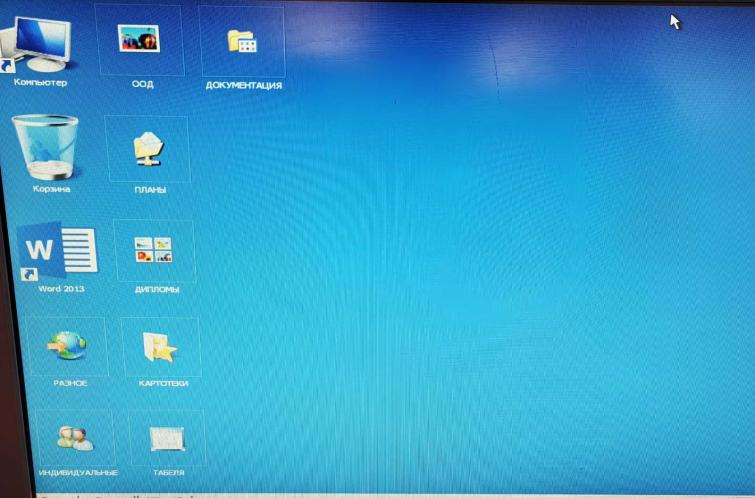 Компьютер
ООД
ДОКУМЕНТАЦИЯ
Корзина
ПЛАНЫ
W
Word 2013
ДИПЛОМЫ
РАЗНОЕ
КАРТОТЕКИ
ИНДИВИДУАЛЬНЫЕ
ТАБЕЛЯ